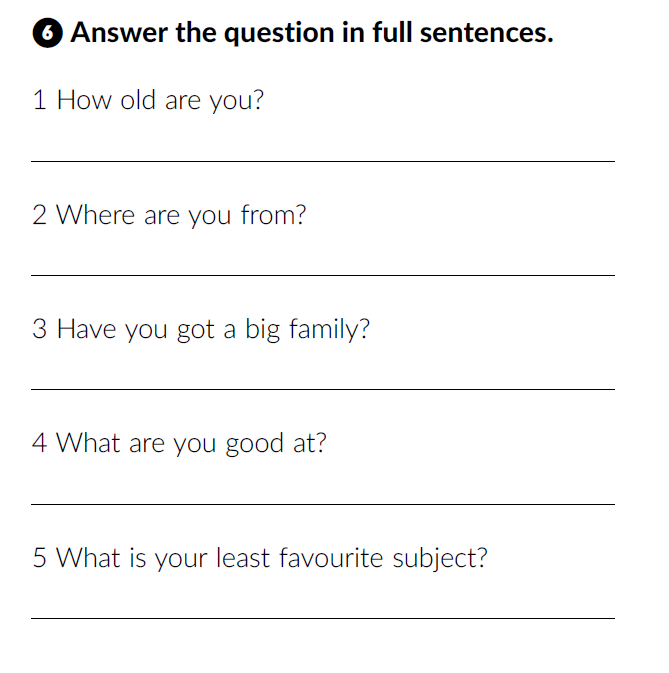 6 Answer the question in full sentences.
1 How old are you?
2 Where are you from?
3 Have you got a big family?
4 What are you good at?
5 What is your least favourite subject?